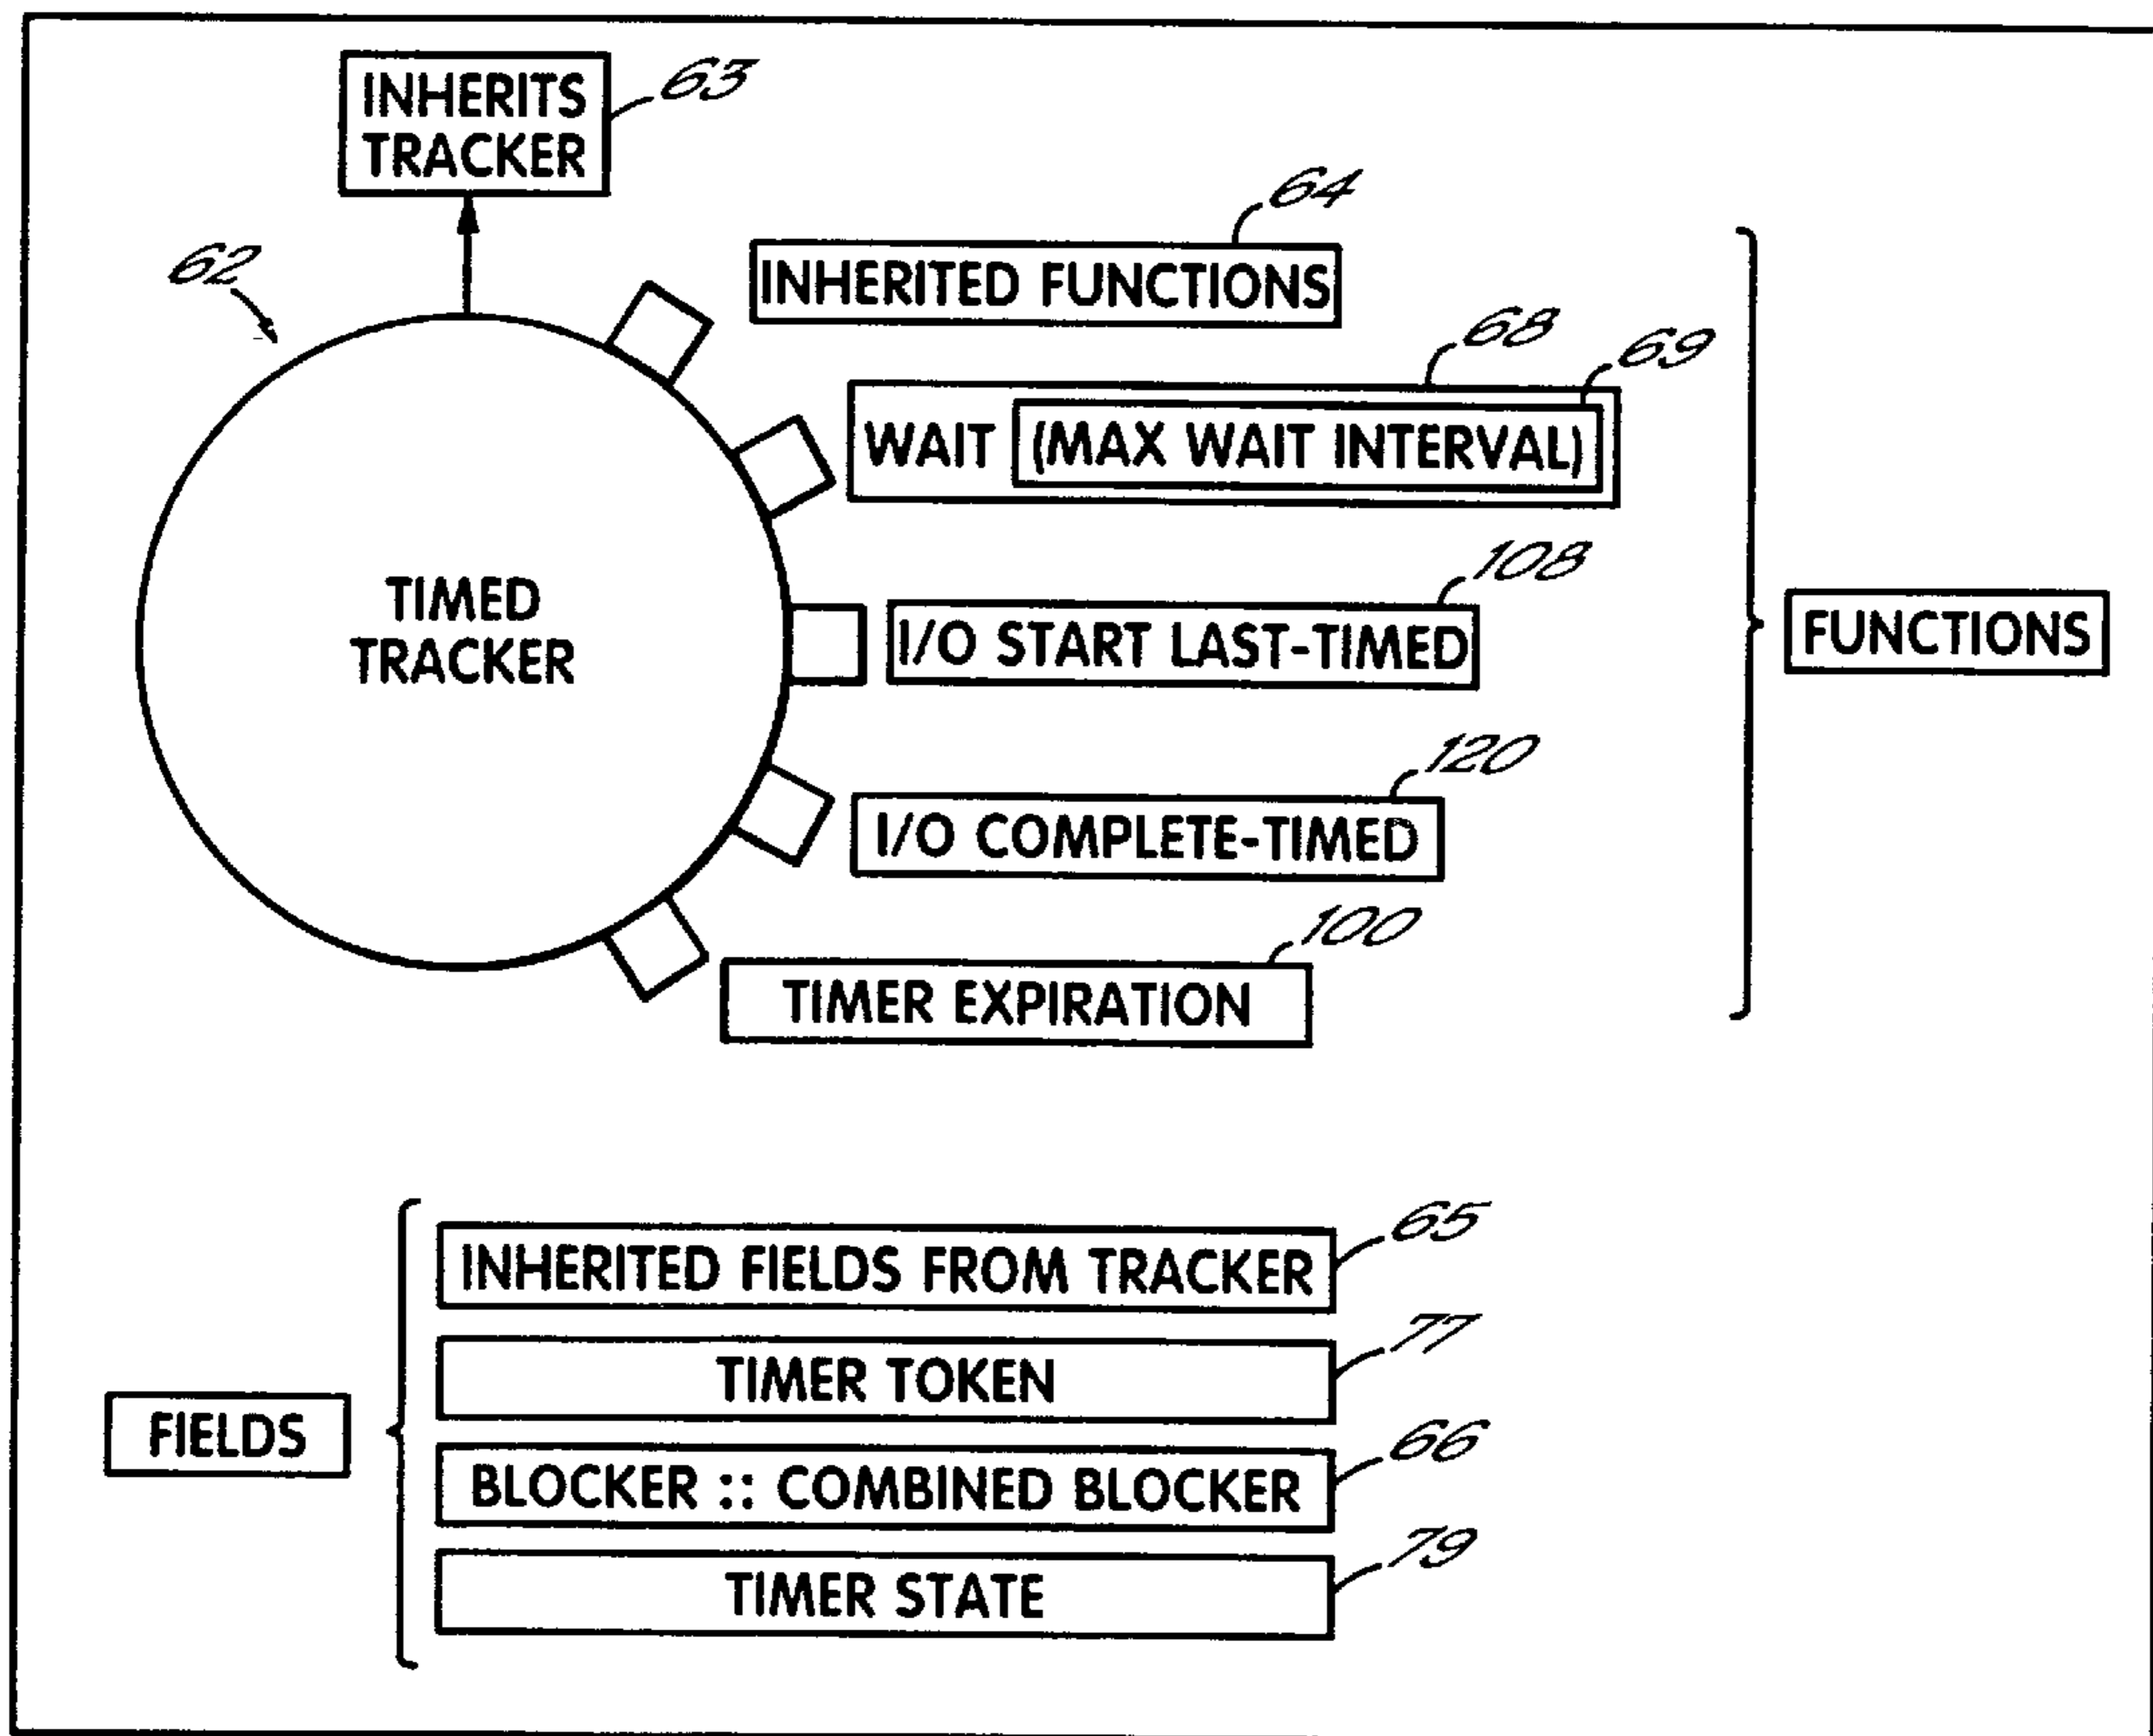 INHERITS
TRACKER
63
64
62
INHERITED FUNCTIONS
68
69
WAIT (MAX WAIT INTERVAL)
108
TIMED
TRACKER
I/O START LAST-TIMED
FUNCTIONS
120
I/O COMPLETE-TIMED
100
TIMER EXPIRATION
65
INHERITED FIELDS FROM TRACKER
77
TIMER TOKEN
66
FIELDS
BLOCKER :: COMBINED BLOCKER
79
TIMER STATE